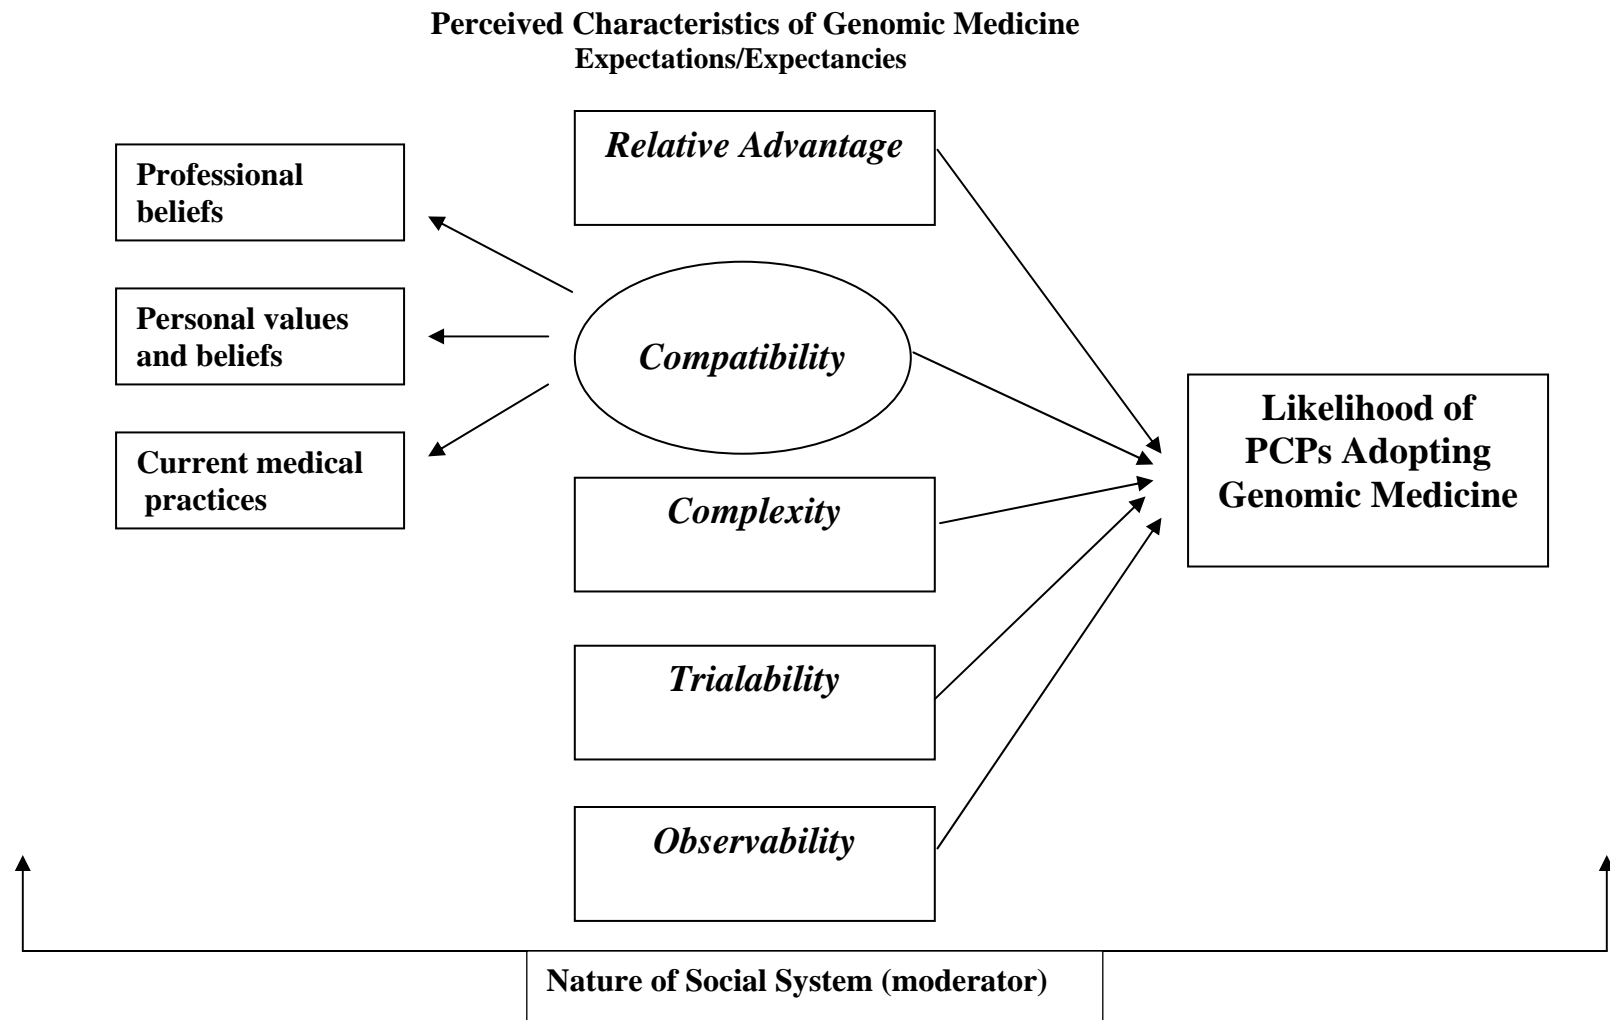 Perceived Characteristics of Genomic Medicine
Expectations/Expectancies
Relative Advantage
Professional
beliefs
Personal values
and beliefs
Compatibility
Current medical
practices
Complexity
Trialability
Observability
Likelihood of
PCPs Adopting
Genomic Medicine
Nature of Social System (moderator)